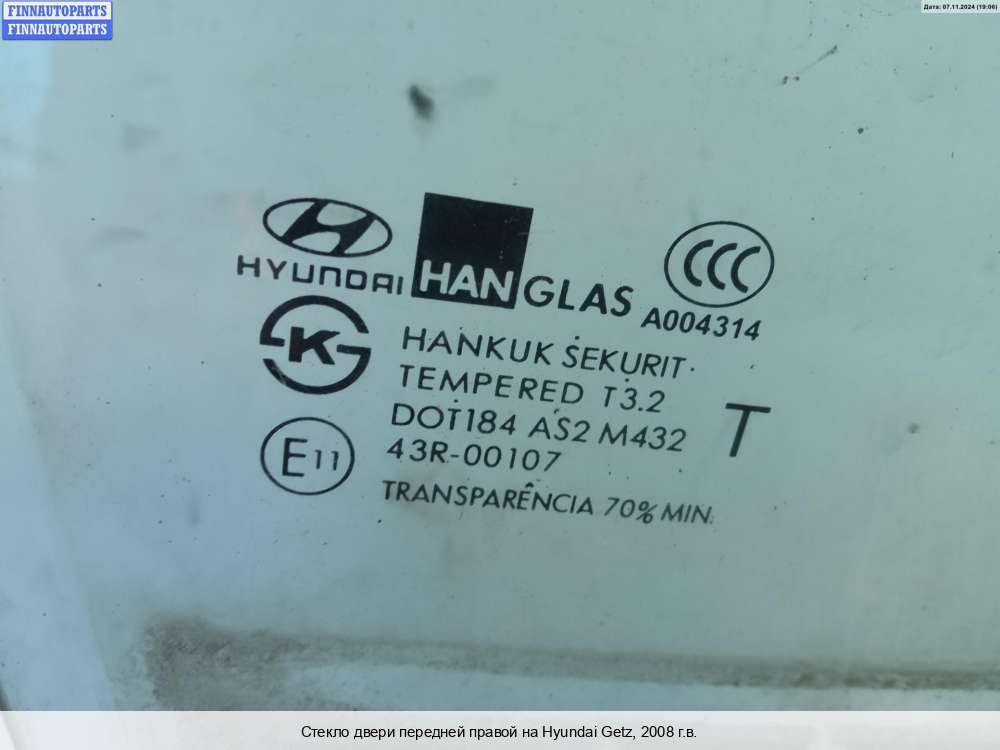 FINNAUTOPARTS
FINNAUTOPARTS
Дата: 07.11.2024 (19:06)
HYUNDAI
HANGLAS
CCC
A004314
K
HANKUK SEKURIT
TEMPERED T3.2
DOT184 AS2 M432
T
E11
43R-00107
TRANSPARÊNCIA 70% MIN.
Стекло двери передней правой на Hyundai Getz, 2008 г.в.